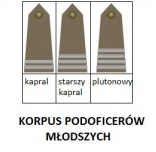 kapral starszy kapral plutonowy
KORPUS PODOFICERÓW
MŁODSZYCH